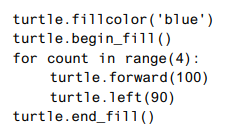 turtle.fillcolor('blue')
turtle.begin_fill()
for count in range(4):
    turtle.forward(100)
    turtle.left(90)
turtle.end_fill()